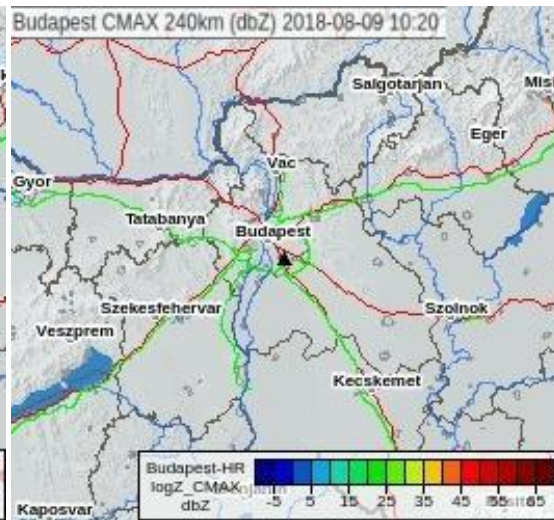 Budapest CMAX 240km (dbZ) 2018-08-09 10:20
Salgotarjan
Eger
Vac
Gyor
Tatabanya
Budapest
Szekesfehervar
Szolnok
Veszprem
Kecskemet
Budapest-HR
logZ_CMAX
dbZ
-5 5 15 25 35 45 55 65
Kaposvar